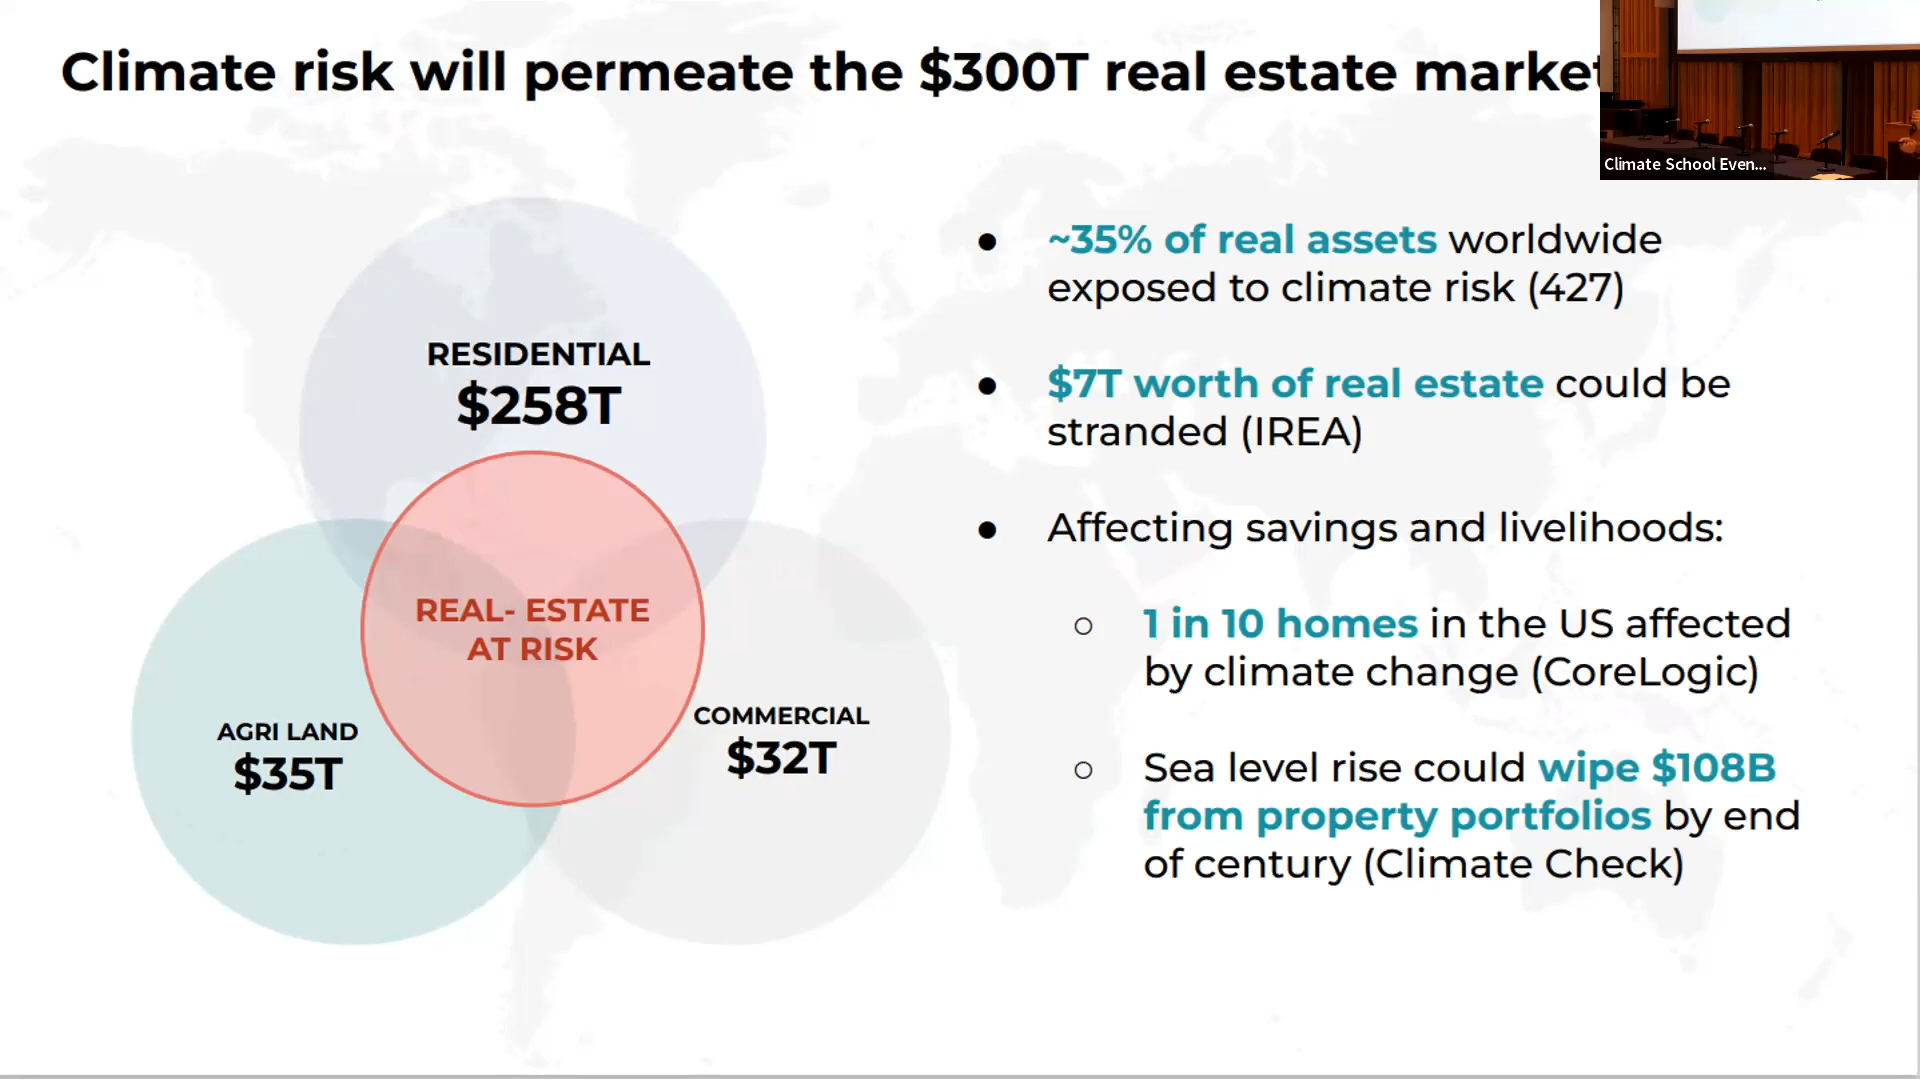 Climate risk will permeate the $300T real estate market
Climate School Even...
RESIDENTIAL
$258T
REAL- ESTATE
AT RISK
AGRI LAND
$35T
COMMERCIAL
$32T
● ~35% of real assets worldwide
exposed to climate risk (427)
● $7T worth of real estate could be
stranded (IREA)
● Affecting savings and livelihoods:
○ 1 in 10 homes in the US affected
by climate change (CoreLogic)
○ Sea level rise could wipe $108B
from property portfolios by end
of century (Climate Check)